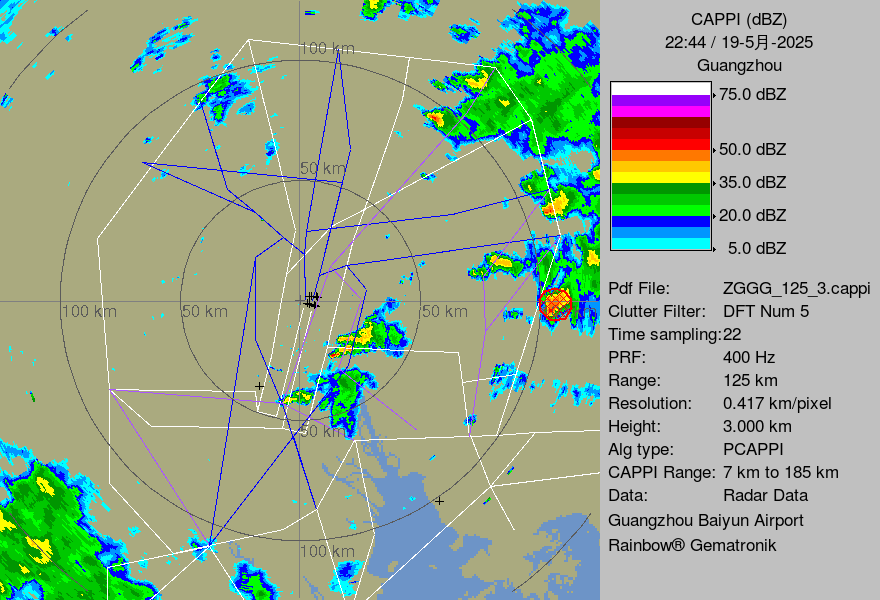 CAPPI (dBZ)
22:44 / 19-5月-2025
Guangzhou
75.0 dBZ
50.0 dBZ
35.0 dBZ
20.0 dBZ
5.0 dBZ
Pdf File: ZGGG_125_3.cappi
Clutter Filter: DFT Num 5
Time sampling:22
PRF: 400 Hz
Range: 125 km
Resolution: 0.417 km/pixel
Height: 3.000 km
Alg type: PCAPPI
CAPPI Range: 7 km to 185 km
Data: Radar Data
Guangzhou Baiyun Airport
Rainbow® Gematronik
100 km
50 km
100 km
50 km
50 km
50 km
100 km